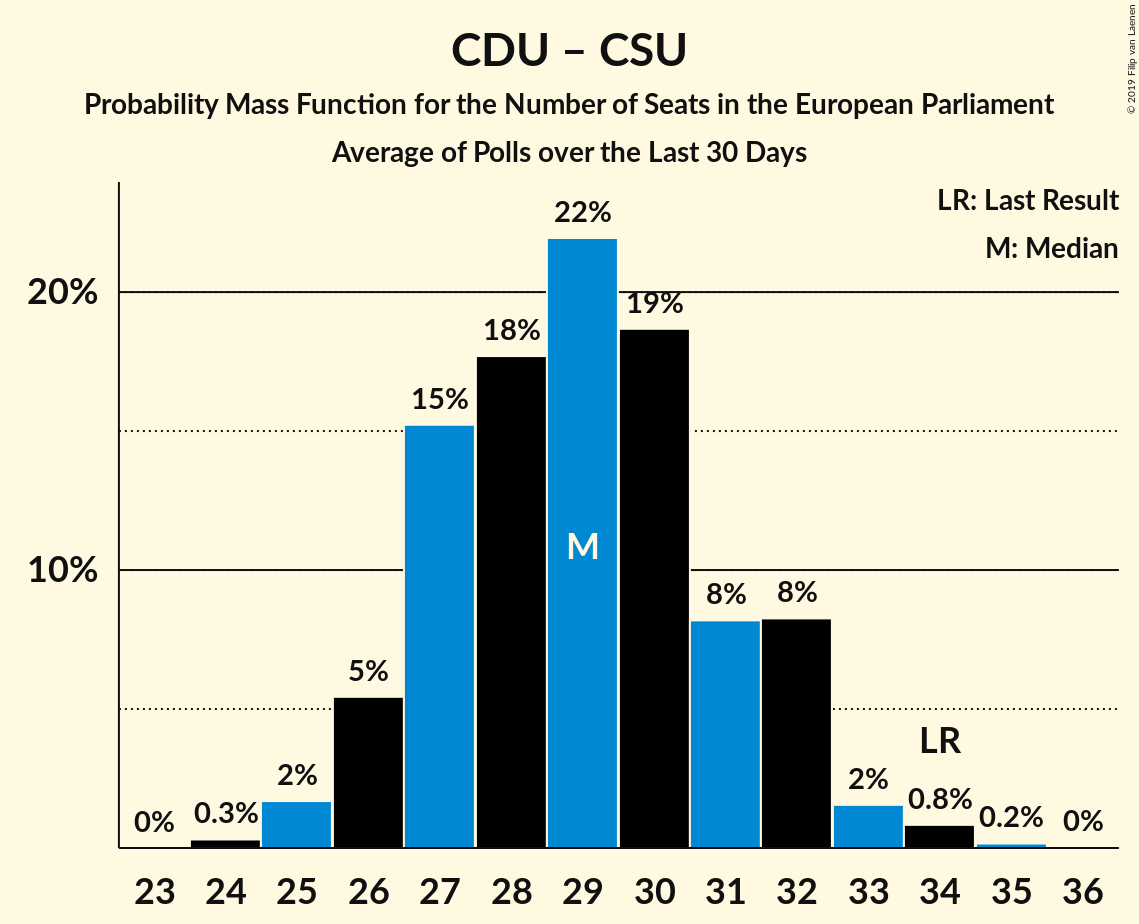 CDU – CSU
Probability Mass Function for the Number of Seats in the European Parliament
Average of Polls over the Last 30 Days
© 2019 Filip van Laenen
LR: Last Result
M: Median
20%
10%
0%
0.3%
2%
5%
15%
18%
22%
19%
8%
8%
2%
0.8%
0.2%
0%
M
LR
23 24 25 26 27 28 29 30 31 32 33 34 35 36